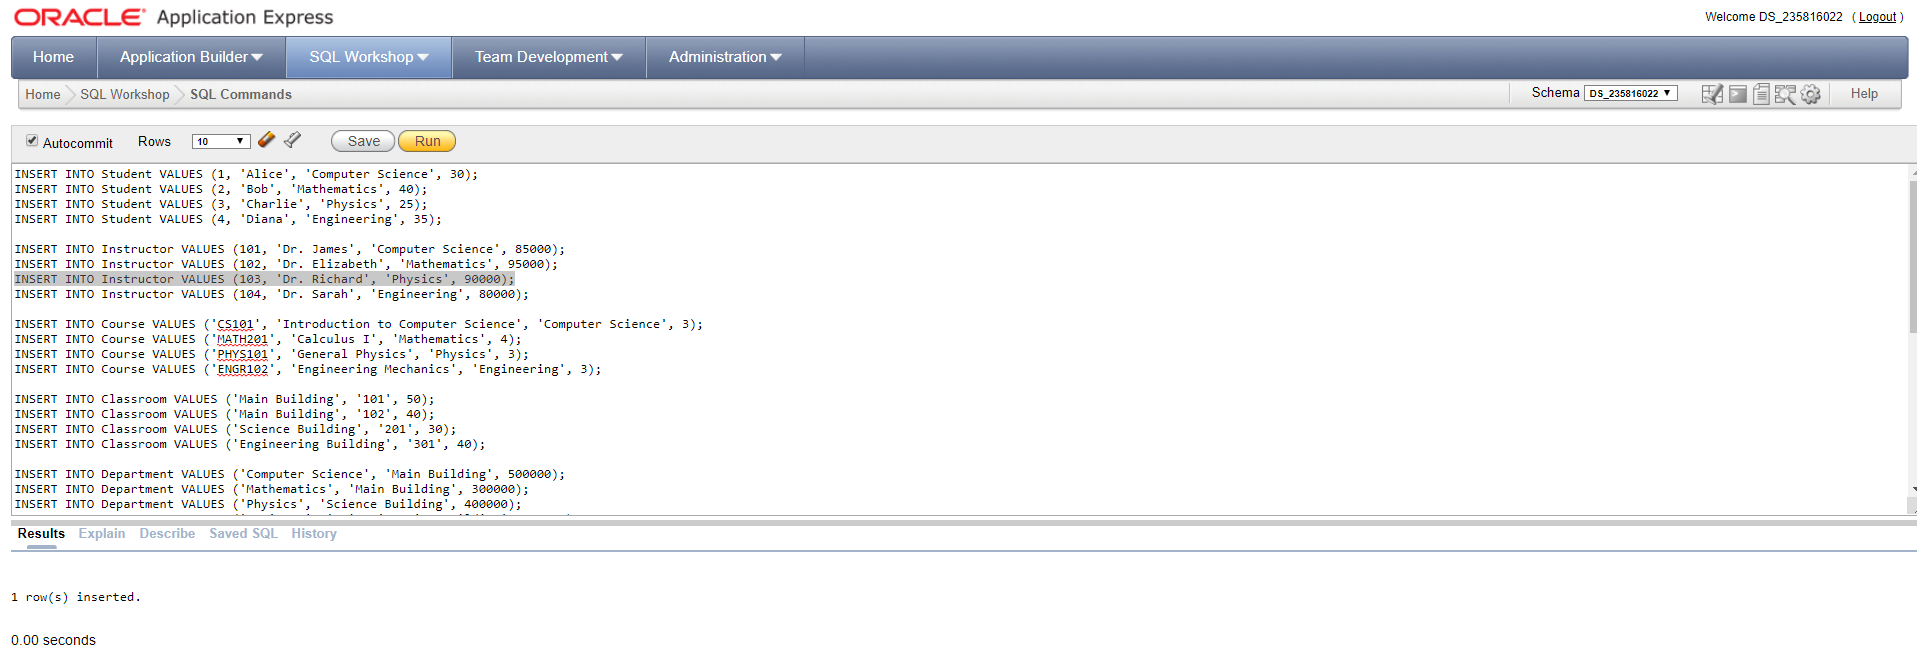 ORACLE Application Express
Welcome DS_235816022 ( Logout )
Home Application Builder SQL Workshop Team Development Administration
Home SQL Workshop SQL Commands
Schema DS_235816022 Help
Autocommit Rows 10 Save Run
INSERT INTO Student VALUES (1, 'Alice', 'Computer Science', 30);
INSERT INTO Student VALUES (2, 'Bob', 'Mathematics', 40);
INSERT INTO Student VALUES (3, 'Charlie', 'Physics', 25);
INSERT INTO Student VALUES (4, 'Diana', 'Engineering', 35);
INSERT INTO Instructor VALUES (101, 'Dr. James', 'Computer Science', 85000);
INSERT INTO Instructor VALUES (102, 'Dr. Elizabeth', 'Mathematics', 95000);
INSERT INTO Instructor VALUES (103, 'Dr. Richard', 'Physics', 90000);
INSERT INTO Instructor VALUES (104, 'Dr. Sarah', 'Engineering', 80000);
INSERT INTO Course VALUES ('CS101', 'Introduction to Computer Science', 'Computer Science', 3);
INSERT INTO Course VALUES ('MATH201', 'Calculus I', 'Mathematics', 4);
INSERT INTO Course VALUES ('PHYS101', 'General Physics', 'Physics', 3);
INSERT INTO Course VALUES ('ENGR102', 'Engineering Mechanics', 'Engineering', 3);
INSERT INTO Classroom VALUES ('Main Building', '101', 50);
INSERT INTO Classroom VALUES ('Main Building', '102', 40);
INSERT INTO Classroom VALUES ('Science Building', '201', 30);
INSERT INTO Classroom VALUES ('Engineering Building', '301', 40);
INSERT INTO Department VALUES ('Computer Science', 'Main Building', 500000);
INSERT INTO Department VALUES ('Mathematics', 'Main Building', 300000);
INSERT INTO Department VALUES ('Physics', 'Science Building', 400000);
Results Explain Describe Saved SQL History
1 row(s) inserted.
0.00 seconds